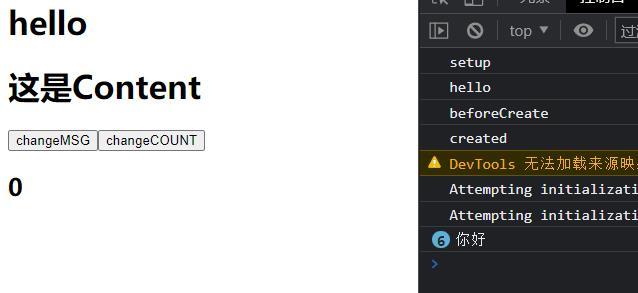 hello
这是Content
changeMSG changeCOUNT
0
top
过
setup
hello
beforeCreate
created
DevTools 无法加载来源映
Attempting initializati
Attempting initializati
6 你好